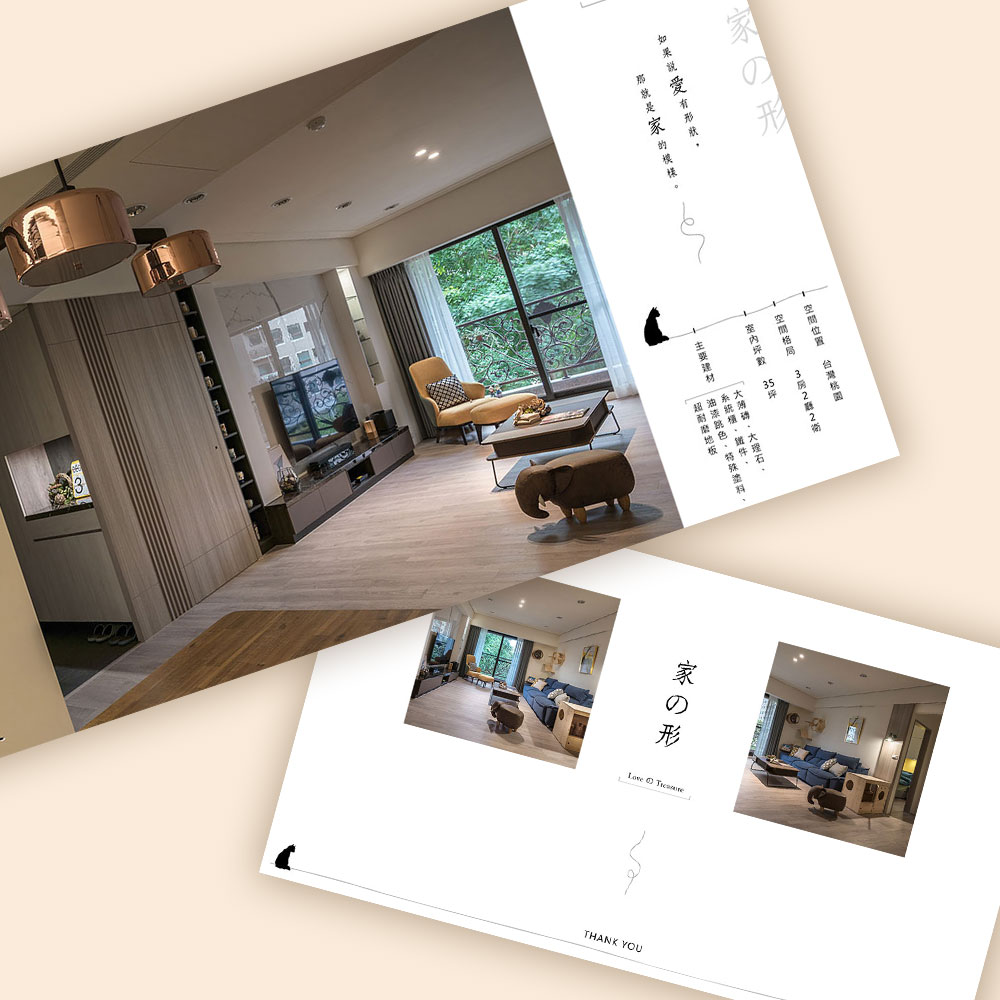 家の形
如果說愛有形狀，
那就是家的模樣。
空間位置 台灣桃園
空間格局 3房2廳2衛
室內坪數 35坪
主要建材
大薄磚、大理石、
系統櫃、鐵件、
油漆跳色、特殊塗料、
超耐磨地板
3
家の形
Love の Treasure
THANK YOU